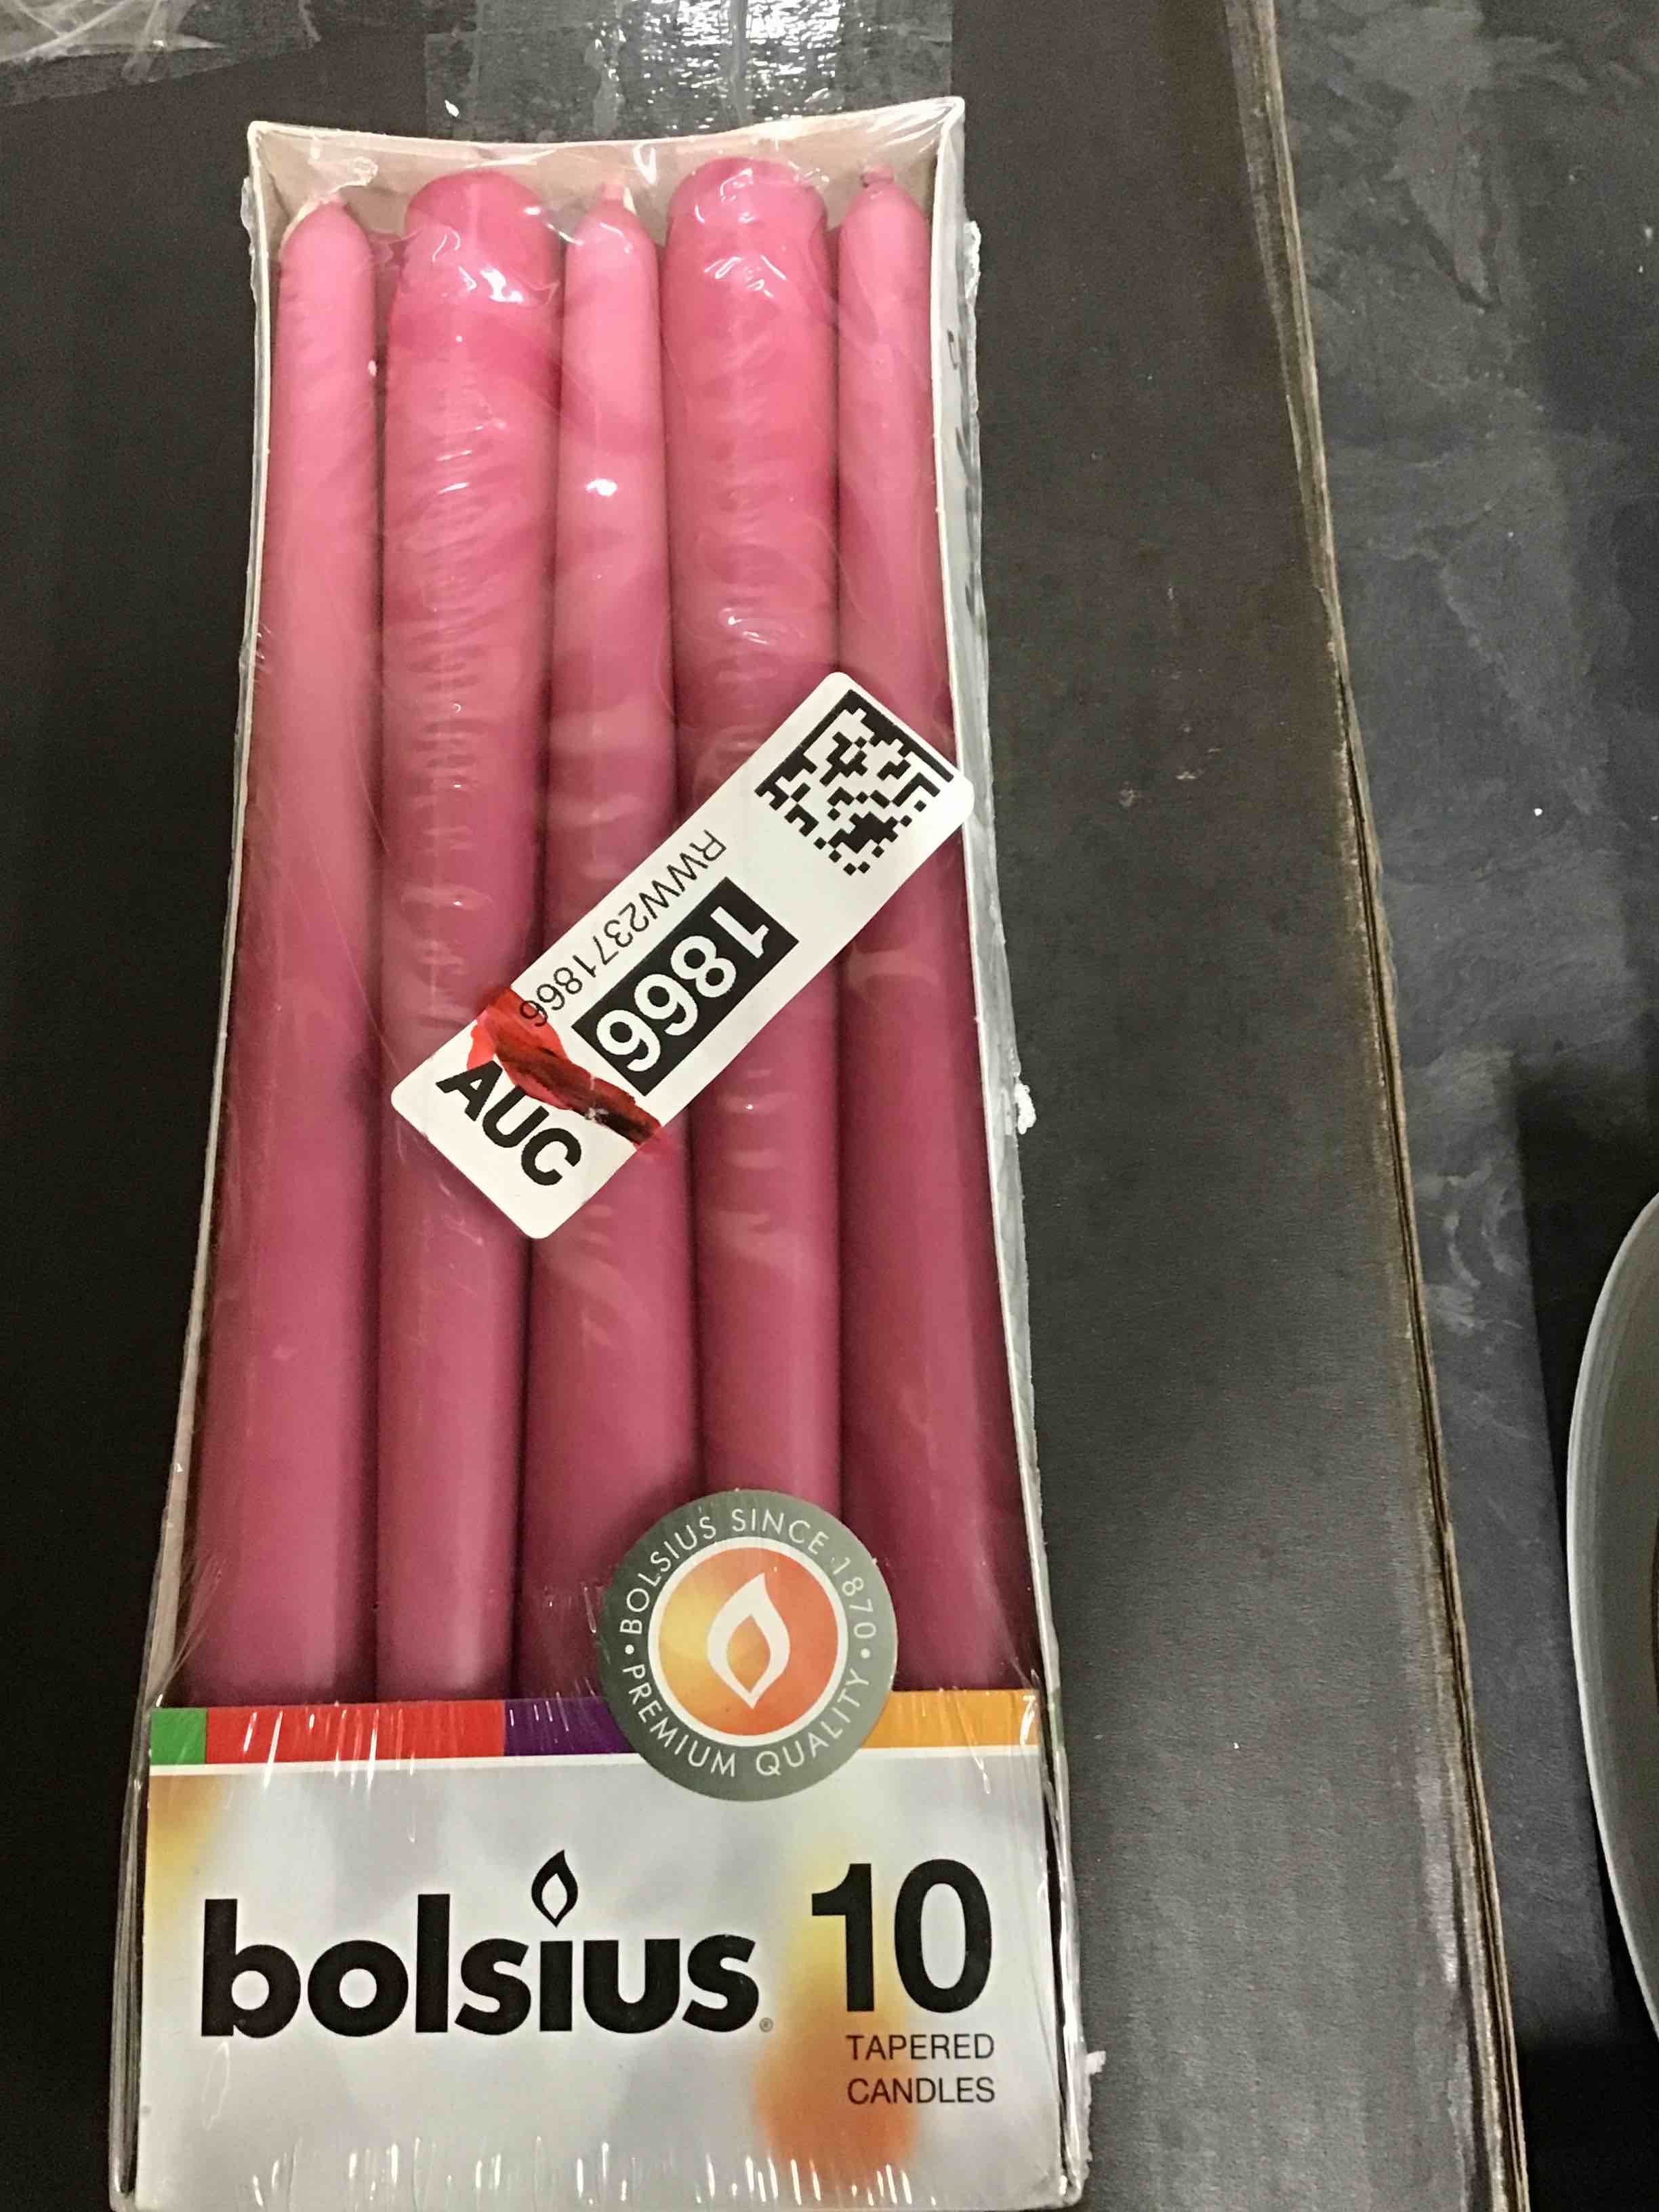 RWW2371866
1866
AUC
• BOLSIUS SINCE 1870 •
PREMIUM QUALITY
bolsius®
10
TAPERED
CANDLES